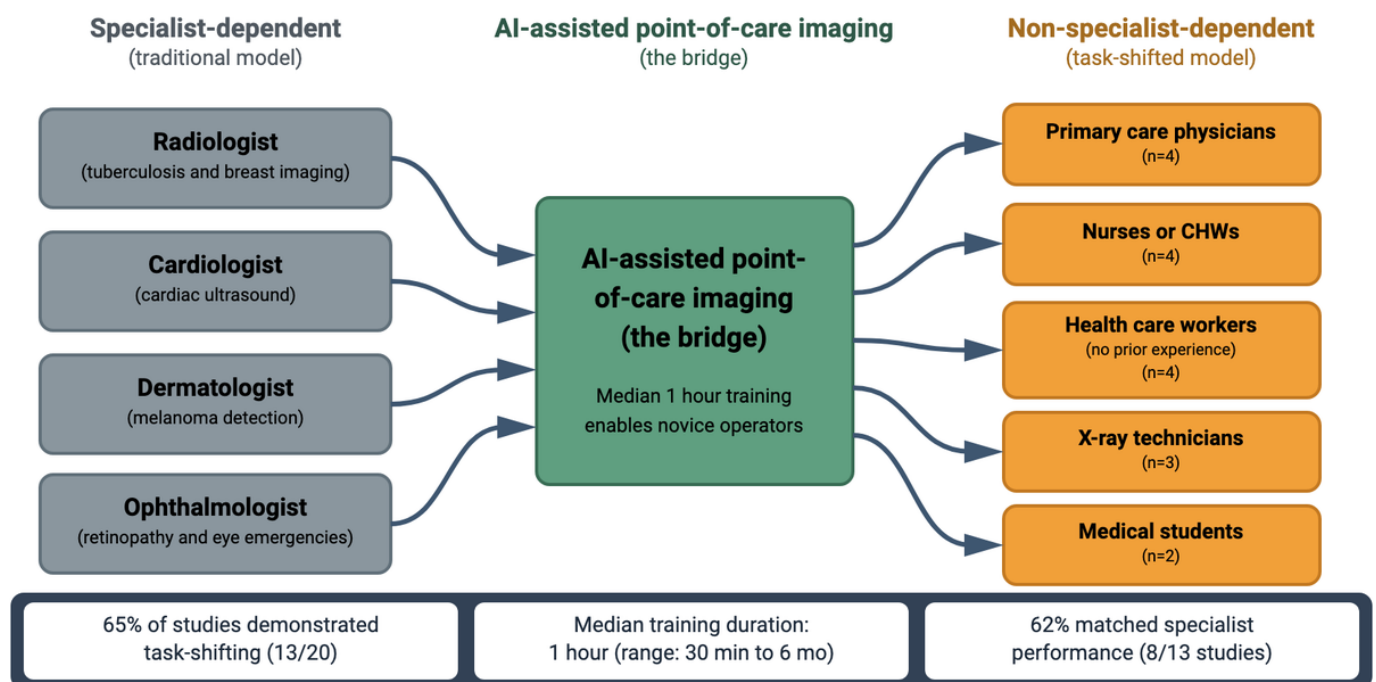 Specialist-dependent
(traditional model)
AI-assisted point-of-care imaging
(the bridge)
Non-specialist-dependent
(task-shifted model)
Radiologist
(tuberculosis and breast imaging)
Cardiologist
(cardiac ultrasound)
Dermatologist
(melanoma detection)
Ophthalmologist
(retinopathy and eye emergencies)
AI-assisted point-
of-care imaging
(the bridge)
Median 1 hour training
enables novice operators
Primary care physicians
(n=4)
Nurses or CHWs
(n=4)
Health care workers
(no prior experience)
(n=4)
X-ray technicians
(n=3)
Medical students
(n=2)
65% of studies demonstrated
task-shifting (13/20)
Median training duration:
1 hour (range: 30 min to 6 mo)
62% matched specialist
performance (8/13 studies)